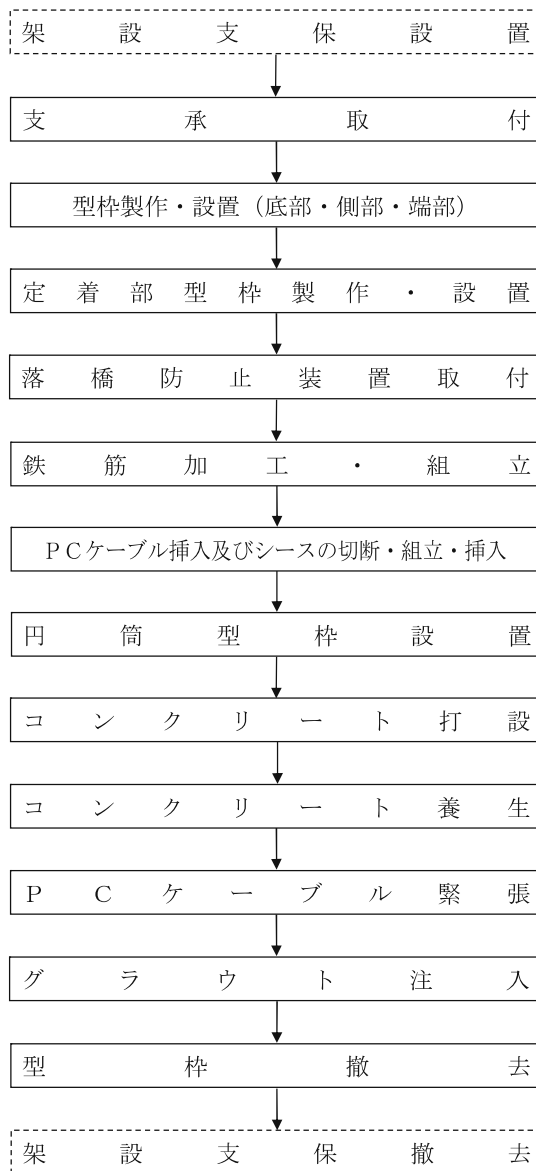 架設支保設置
支承取付
型枠製作・設置（底部・側部・端部）
定着部型枠製作・設置
落橋防止装置取付
鉄筋加工・組立
ＰＣケーブル挿入及びシースの切断・組立・挿入
円筒型枠設置
コンクリート打設
コンクリート養生
ＰＣケーブル緊張
グラウト注入
型枠撤去
架設支保撤去